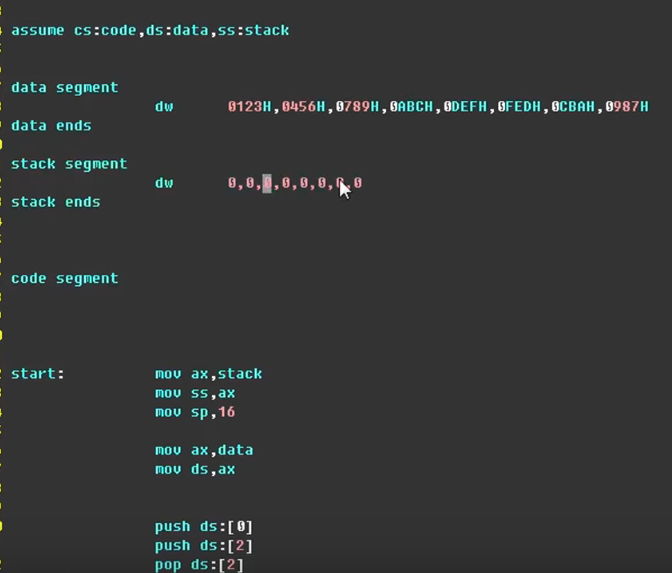 assume cs:code,ds:data,ss:stack
data segment
dw 0123H,0456H,0789H,0ABCH,0DEFH,0FEDH,0CBAH,0987H
data ends
stack segment
dw 0,0,0,0,0,0,0,0
stack ends
code segment
start: mov ax,stack
mov ss,ax
mov sp,16
mov ax,data
mov ds,ax
push ds:[0]
push ds:[2]
pop ds:[2]